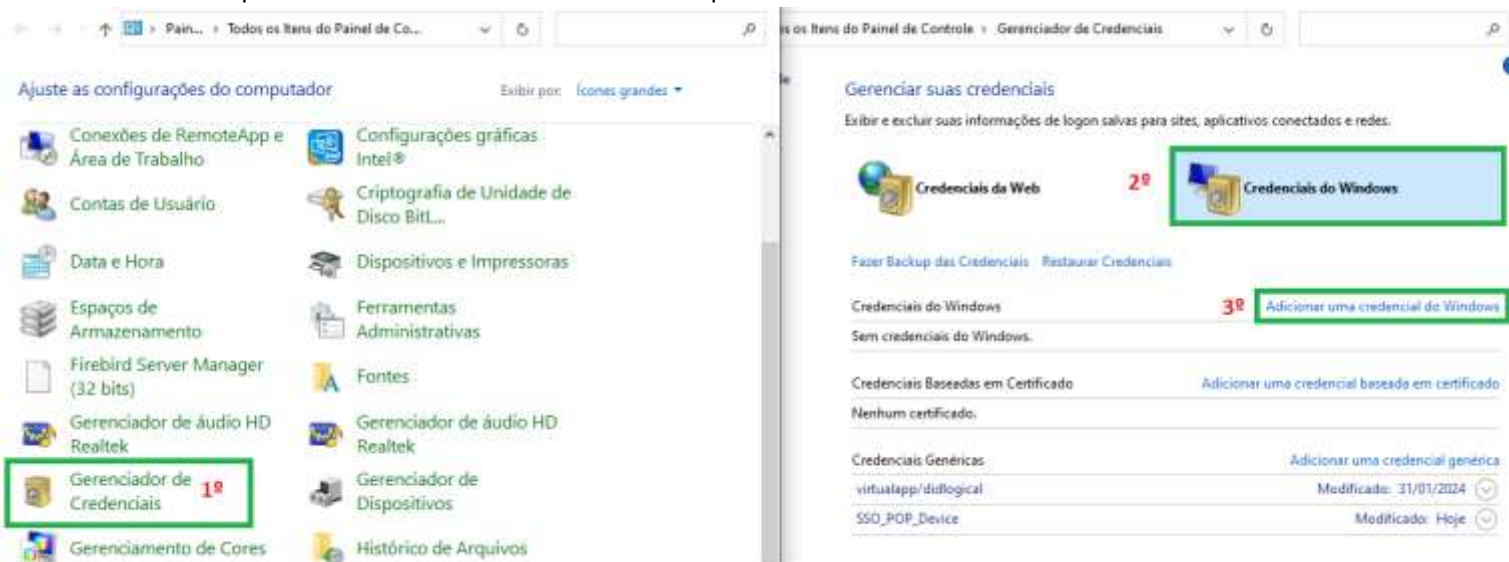 Pain... › Todos os Itens do Painel de Co...
Ajuste as configurações do computador
Exibir por: Ícones grandes
Conexões de RemoteApp e
Área de Trabalho
Configurações gráficas
Intel®
Contas de Usuário
Criptografia de Unidade de
Disco BitL...
Data e Hora
Dispositivos e Impressoras
Espaços de
Armazenamento
Ferramentas
Administrativas
Firebird Server Manager
(32 bits)
Fontes
Gerenciador de áudio HD
Realtek
Gerenciador de áudio HD
Realtek
Gerenciador de
Credenciais
1º
Gerenciador de
Dispositivos
Gerenciamento de Cores
Histórico de Arquivos
os Itens do Painel de Controle › Gerenciador de Credenciais
Gerenciar suas credenciais
Exibir e excluir suas informações de logon salvas para sites, aplicativos conectados e redes.
Credenciais da Web
2º
Credenciais do Windows
Fazer Backup das Credenciais Restaurar Credenciais
Credenciais do Windows
3º
Adicionar uma credencial do Windows
Sem credenciais do Windows.
Credenciais Baseadas em Certificado
Adicionar uma credencial baseada em certificado
Nenhum certificado.
Credenciais Genéricas
Adicionar uma credencial genérica
virtualapp/didlogical
Modificado: 31/01/2024
SSO_POP_Device
Modificado: Hoje